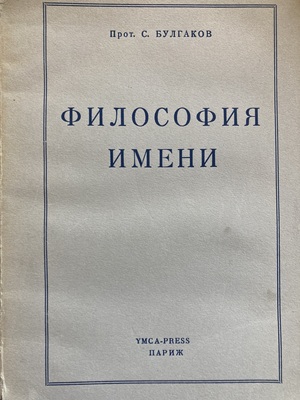 Прот. С. БУЛГАКОВ
ФИЛОСОФИЯ
ИМЕНИ
YMCA-PRESS
ПАРИЖ